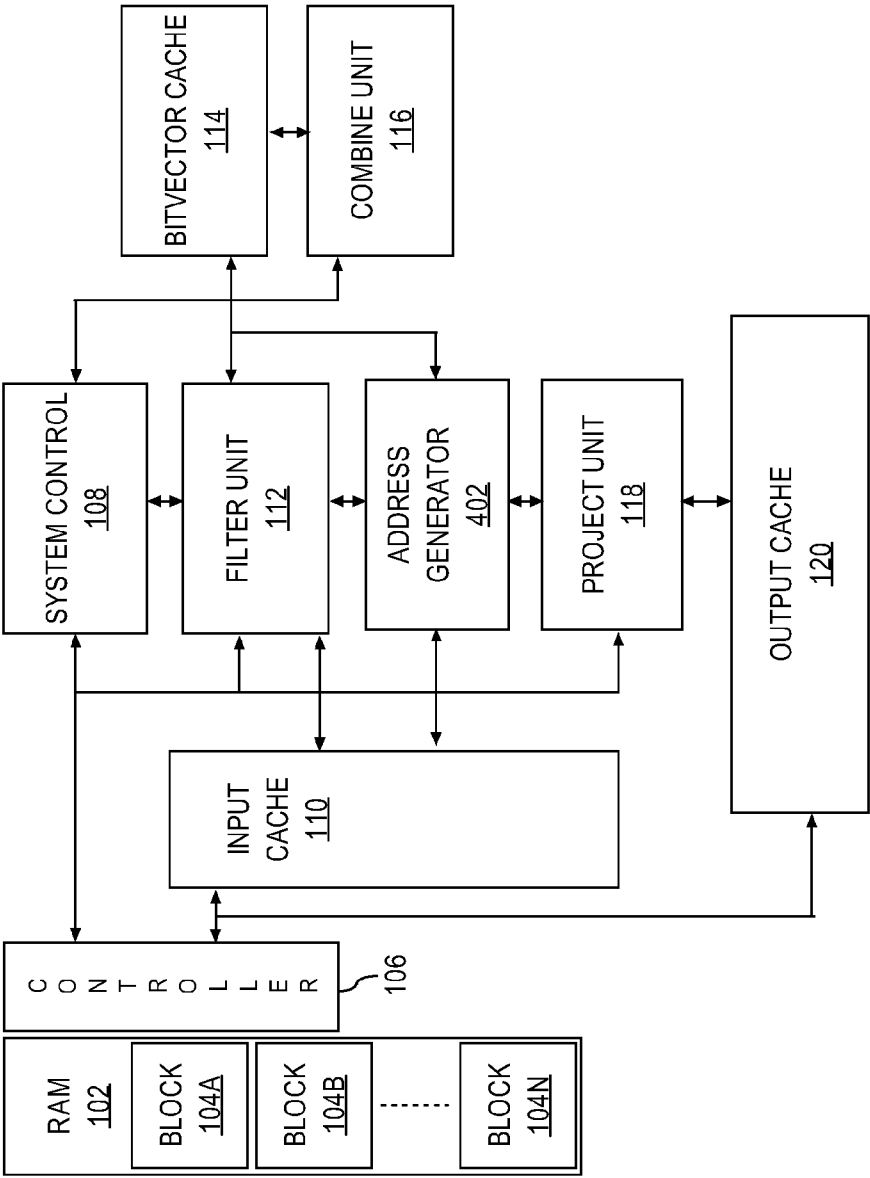 RAM
102
BLOCK
104A
BLOCK
104B
BLOCK
104N
CONTROLLER
106
INPUT
CACHE
110
SYSTEM CONTROL
108
FILTER UNIT
112
ADDRESS
GENERATOR
402
PROJECT UNIT
118
BITVECTOR CACHE
114
COMBINE UNIT
116
OUTPUT CACHE
120